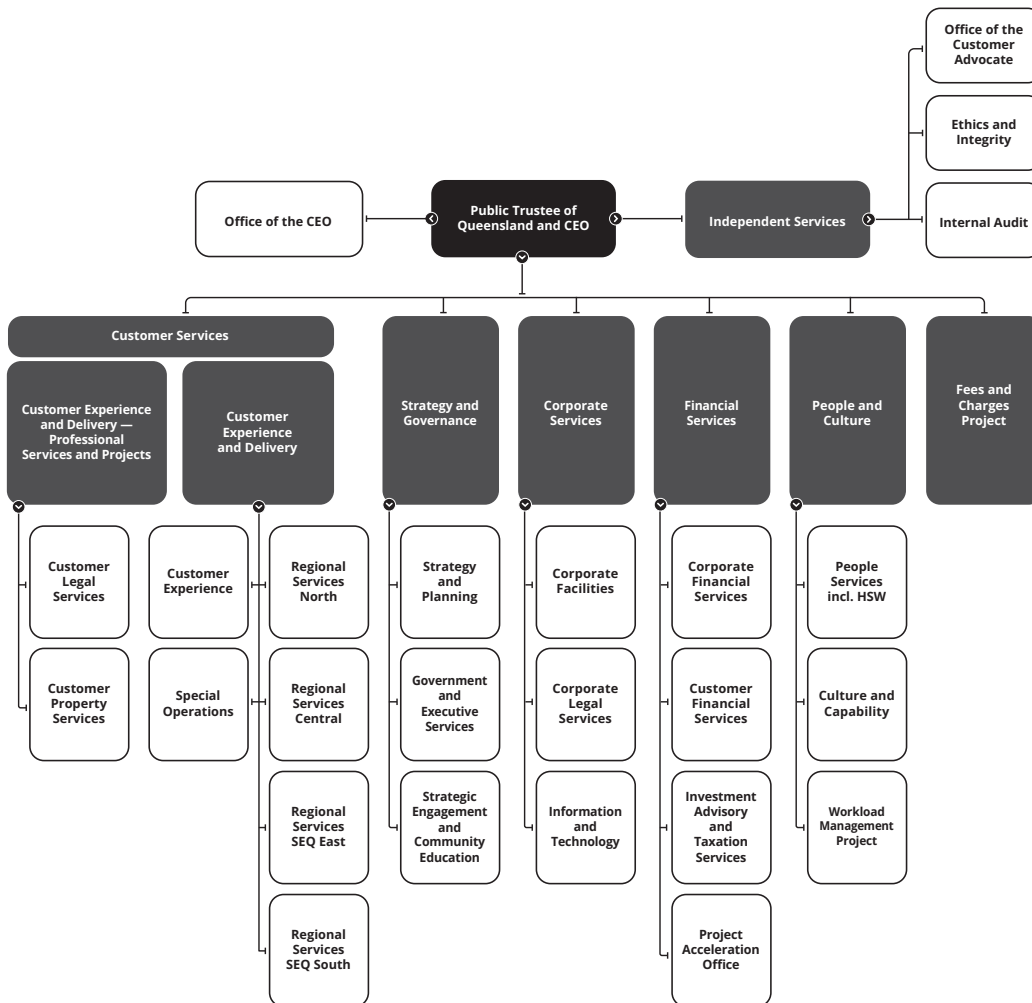 Office of the
Customer
Advocate
Ethics and
Integrity
Internal Audit
Office of the CEO
Public Trustee of
Queensland and CEO
Independent Services
Customer Services
Customer Experience
and Delivery —
Professional
Services and Projects
Customer
Experience
and Delivery
Strategy and
Governance
Corporate
Services
Financial
Services
People and
Culture
Fees and
Charges
Project
Customer
Legal
Services
Customer
Property
Services
Customer
Experience
Special
Operations
Regional
Services
North
Regional
Services
Central
Regional
Services
SEQ East
Regional
Services
SEQ South
Strategy
and
Planning
Government
and
Executive
Services
Strategic
Engagement
and
Community
Education
Corporate
Facilities
Corporate
Legal
Services
Information
and
Technology
Corporate
Financial
Services
Customer
Financial
Services
Investment
Advisory
and
Taxation
Services
Project
Acceleration
Office
People
Services
incl. HSW
Culture and
Capability
Workload
Management
Project